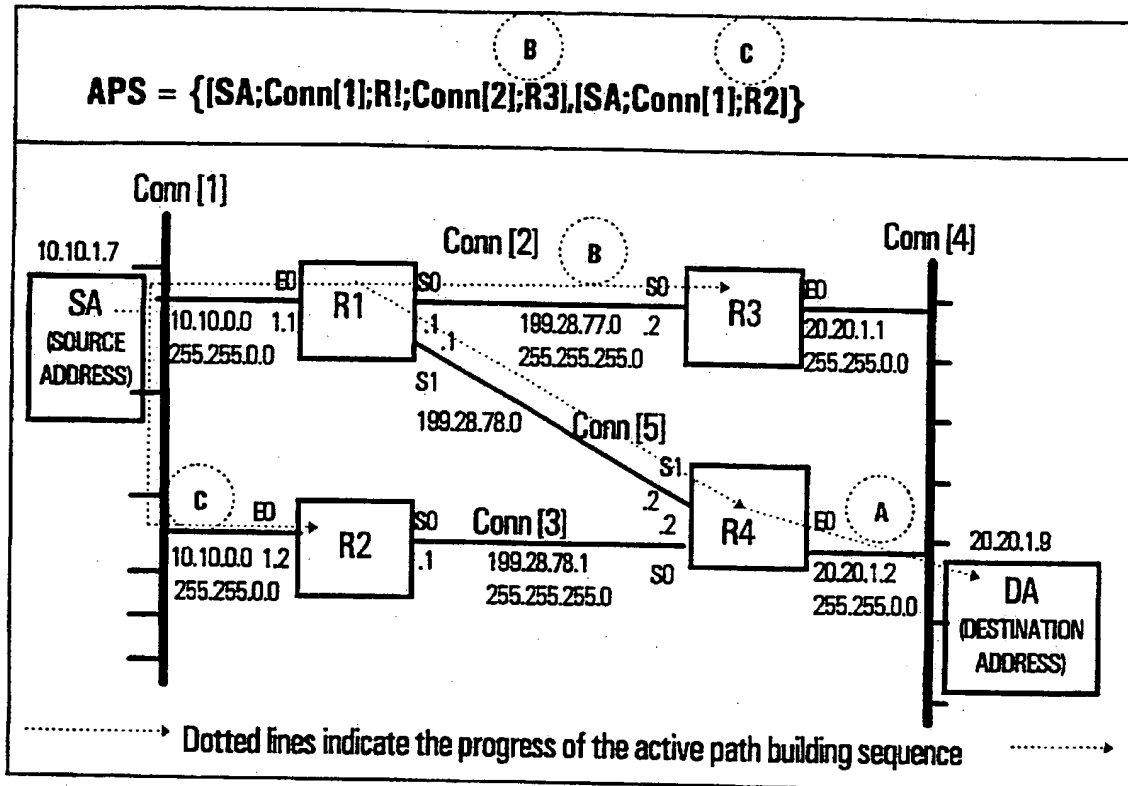 B
C
APS = {[SA;Conn[1];R!;Conn[2];R3],[SA;Conn[1];R2]}
Conn [1]
10.10.1.7
Conn [2]
B
Conn [4]
SA
(SOURCE
ADDRESS)
E0
R1
S0
S0
R3
E0
10.10.0.0 1.1
255.255.0.0
.1
.1
199.28.77.0
255.255.255.0
.2
20.20.1.1
255.255.0.0
S1
199.28.78.0
Conn [5]
S1
.2
.2
C
E0
R2
S0
Conn [3]
R4
E0
A
10.10.0.0 1.2
255.255.0.0
.1
199.28.78.1
255.255.255.0
S0
20.20.1.2
255.255.0.0
20.20.1.9
DA
(DESTINATION
ADDRESS)
Dotted lines indicate the progress of the active path building sequence